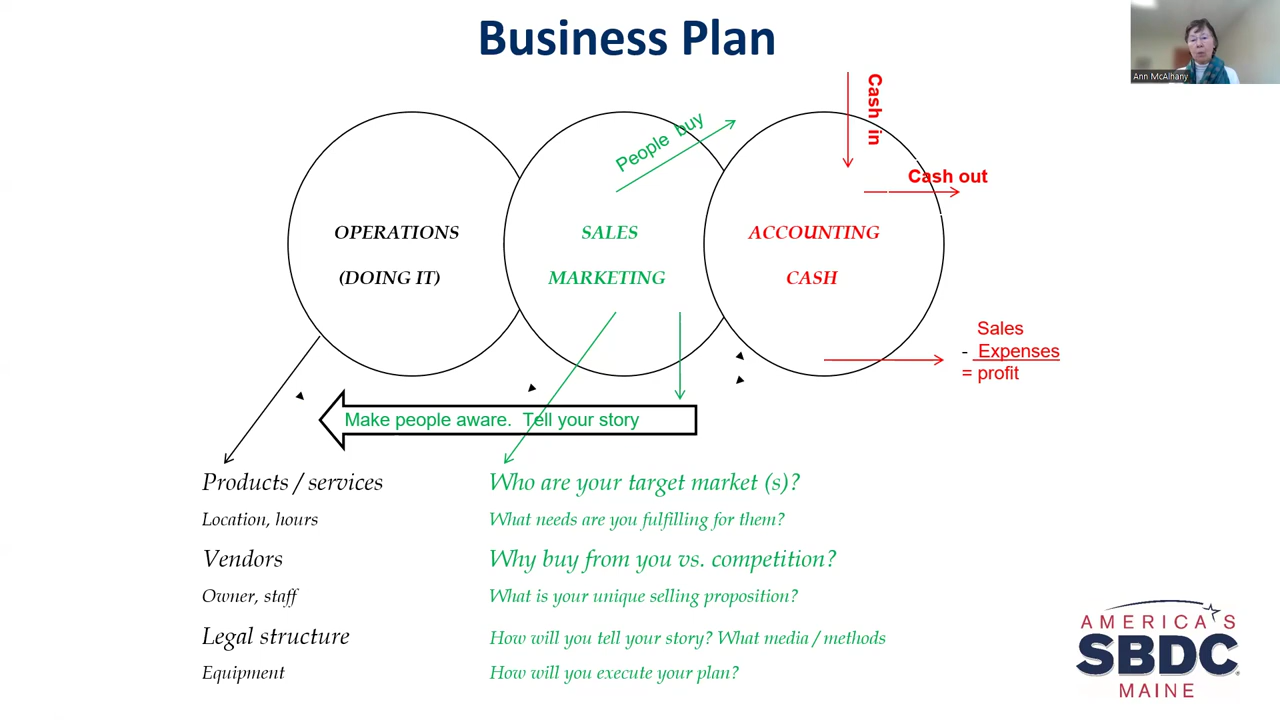 Business Plan
Ann McAlhany
People buy
Cash in
Cash out
OPERATIONS
(DOING IT)
SALES
MARKETING
ACCOUNTING
CASH
Sales
- Expenses
= profit
Make people aware. Tell your story
Products / services
Location, hours
Vendors
Owner, staff
Legal structure
Equipment
Who are your target market (s)?
What needs are you fulfilling for them?
Why buy from you vs. competition?
What is your unique selling proposition?
How will you tell your story? What media / methods
How will you execute your plan?
AMERICA'S
SBDC
MAINE